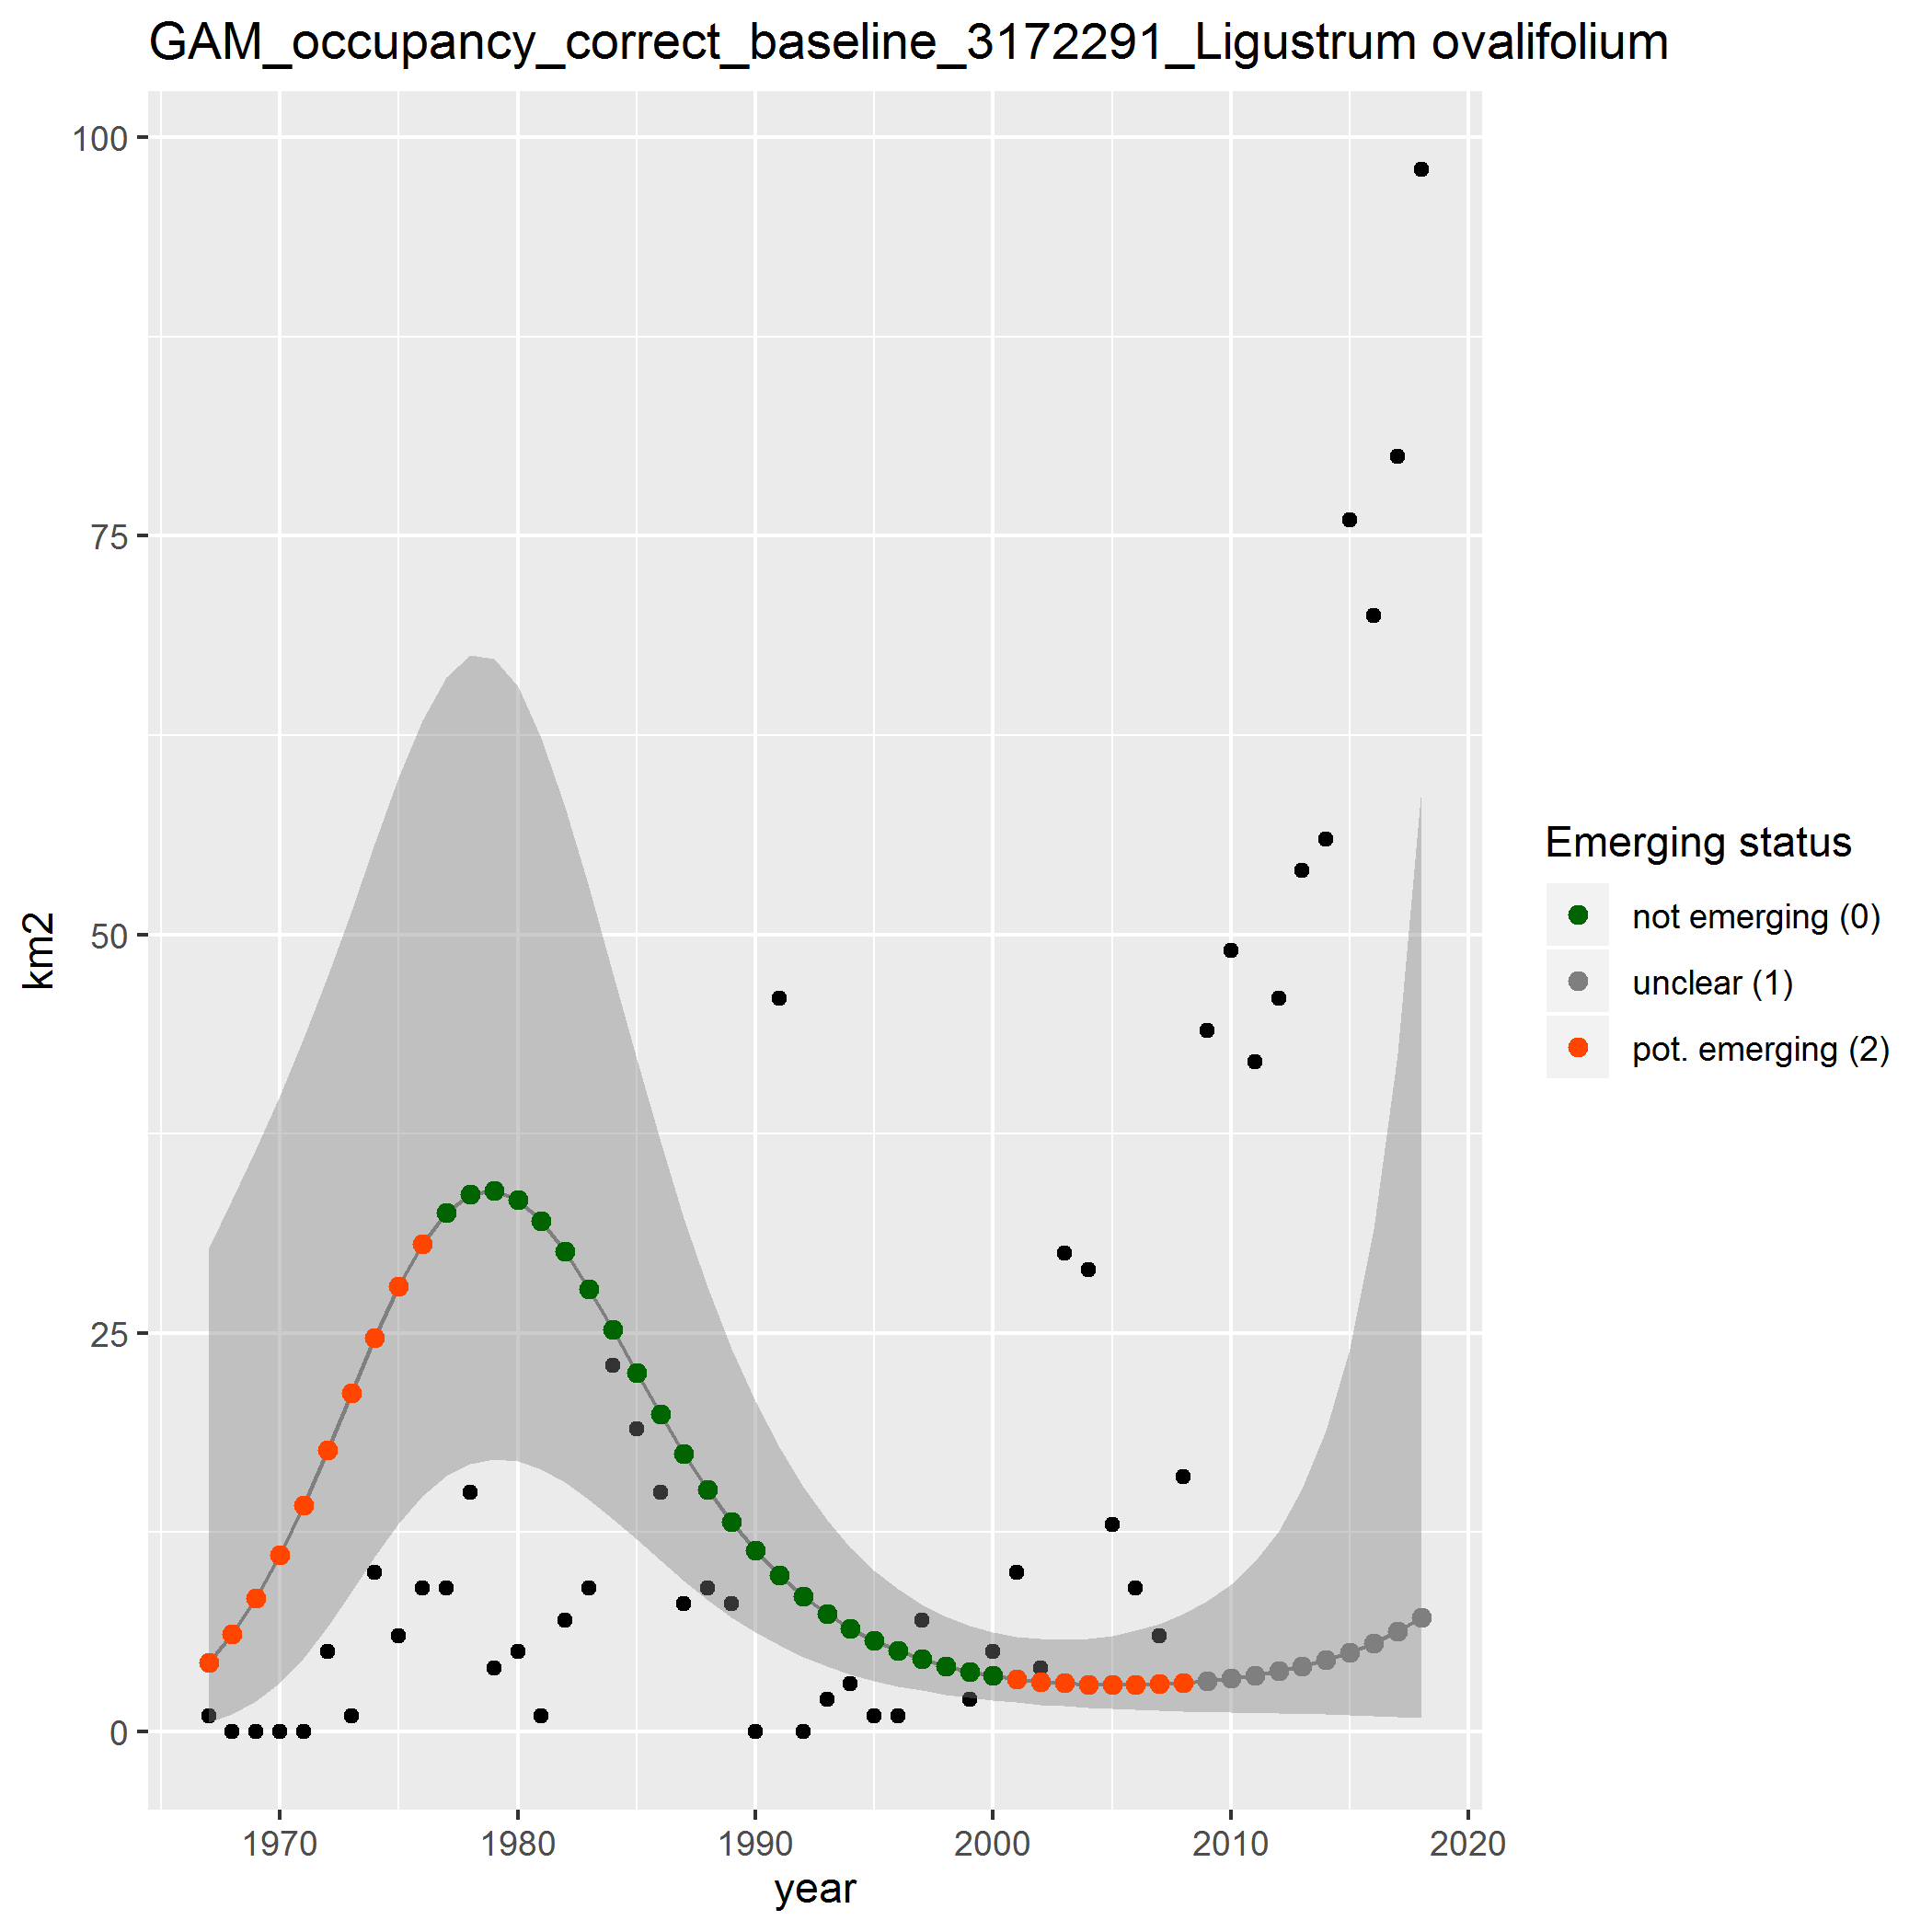 GAM_occupancy_correct_baseline_3172291_Ligustrum ovalifolium
100
75
50
25
0
km2
1970 1980 1990 2000 2010 2020
year
Emerging status
not emerging (0)
unclear (1)
pot. emerging (2)